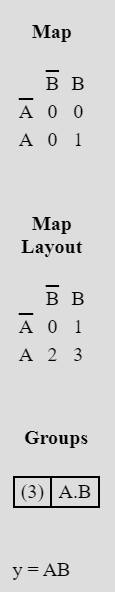 Map
B̅ B
A̅ 0 0
A 0 1
Map
Layout
B̅ B
A̅ 0 1
A 2 3
Groups
(3) A.B
y = AB